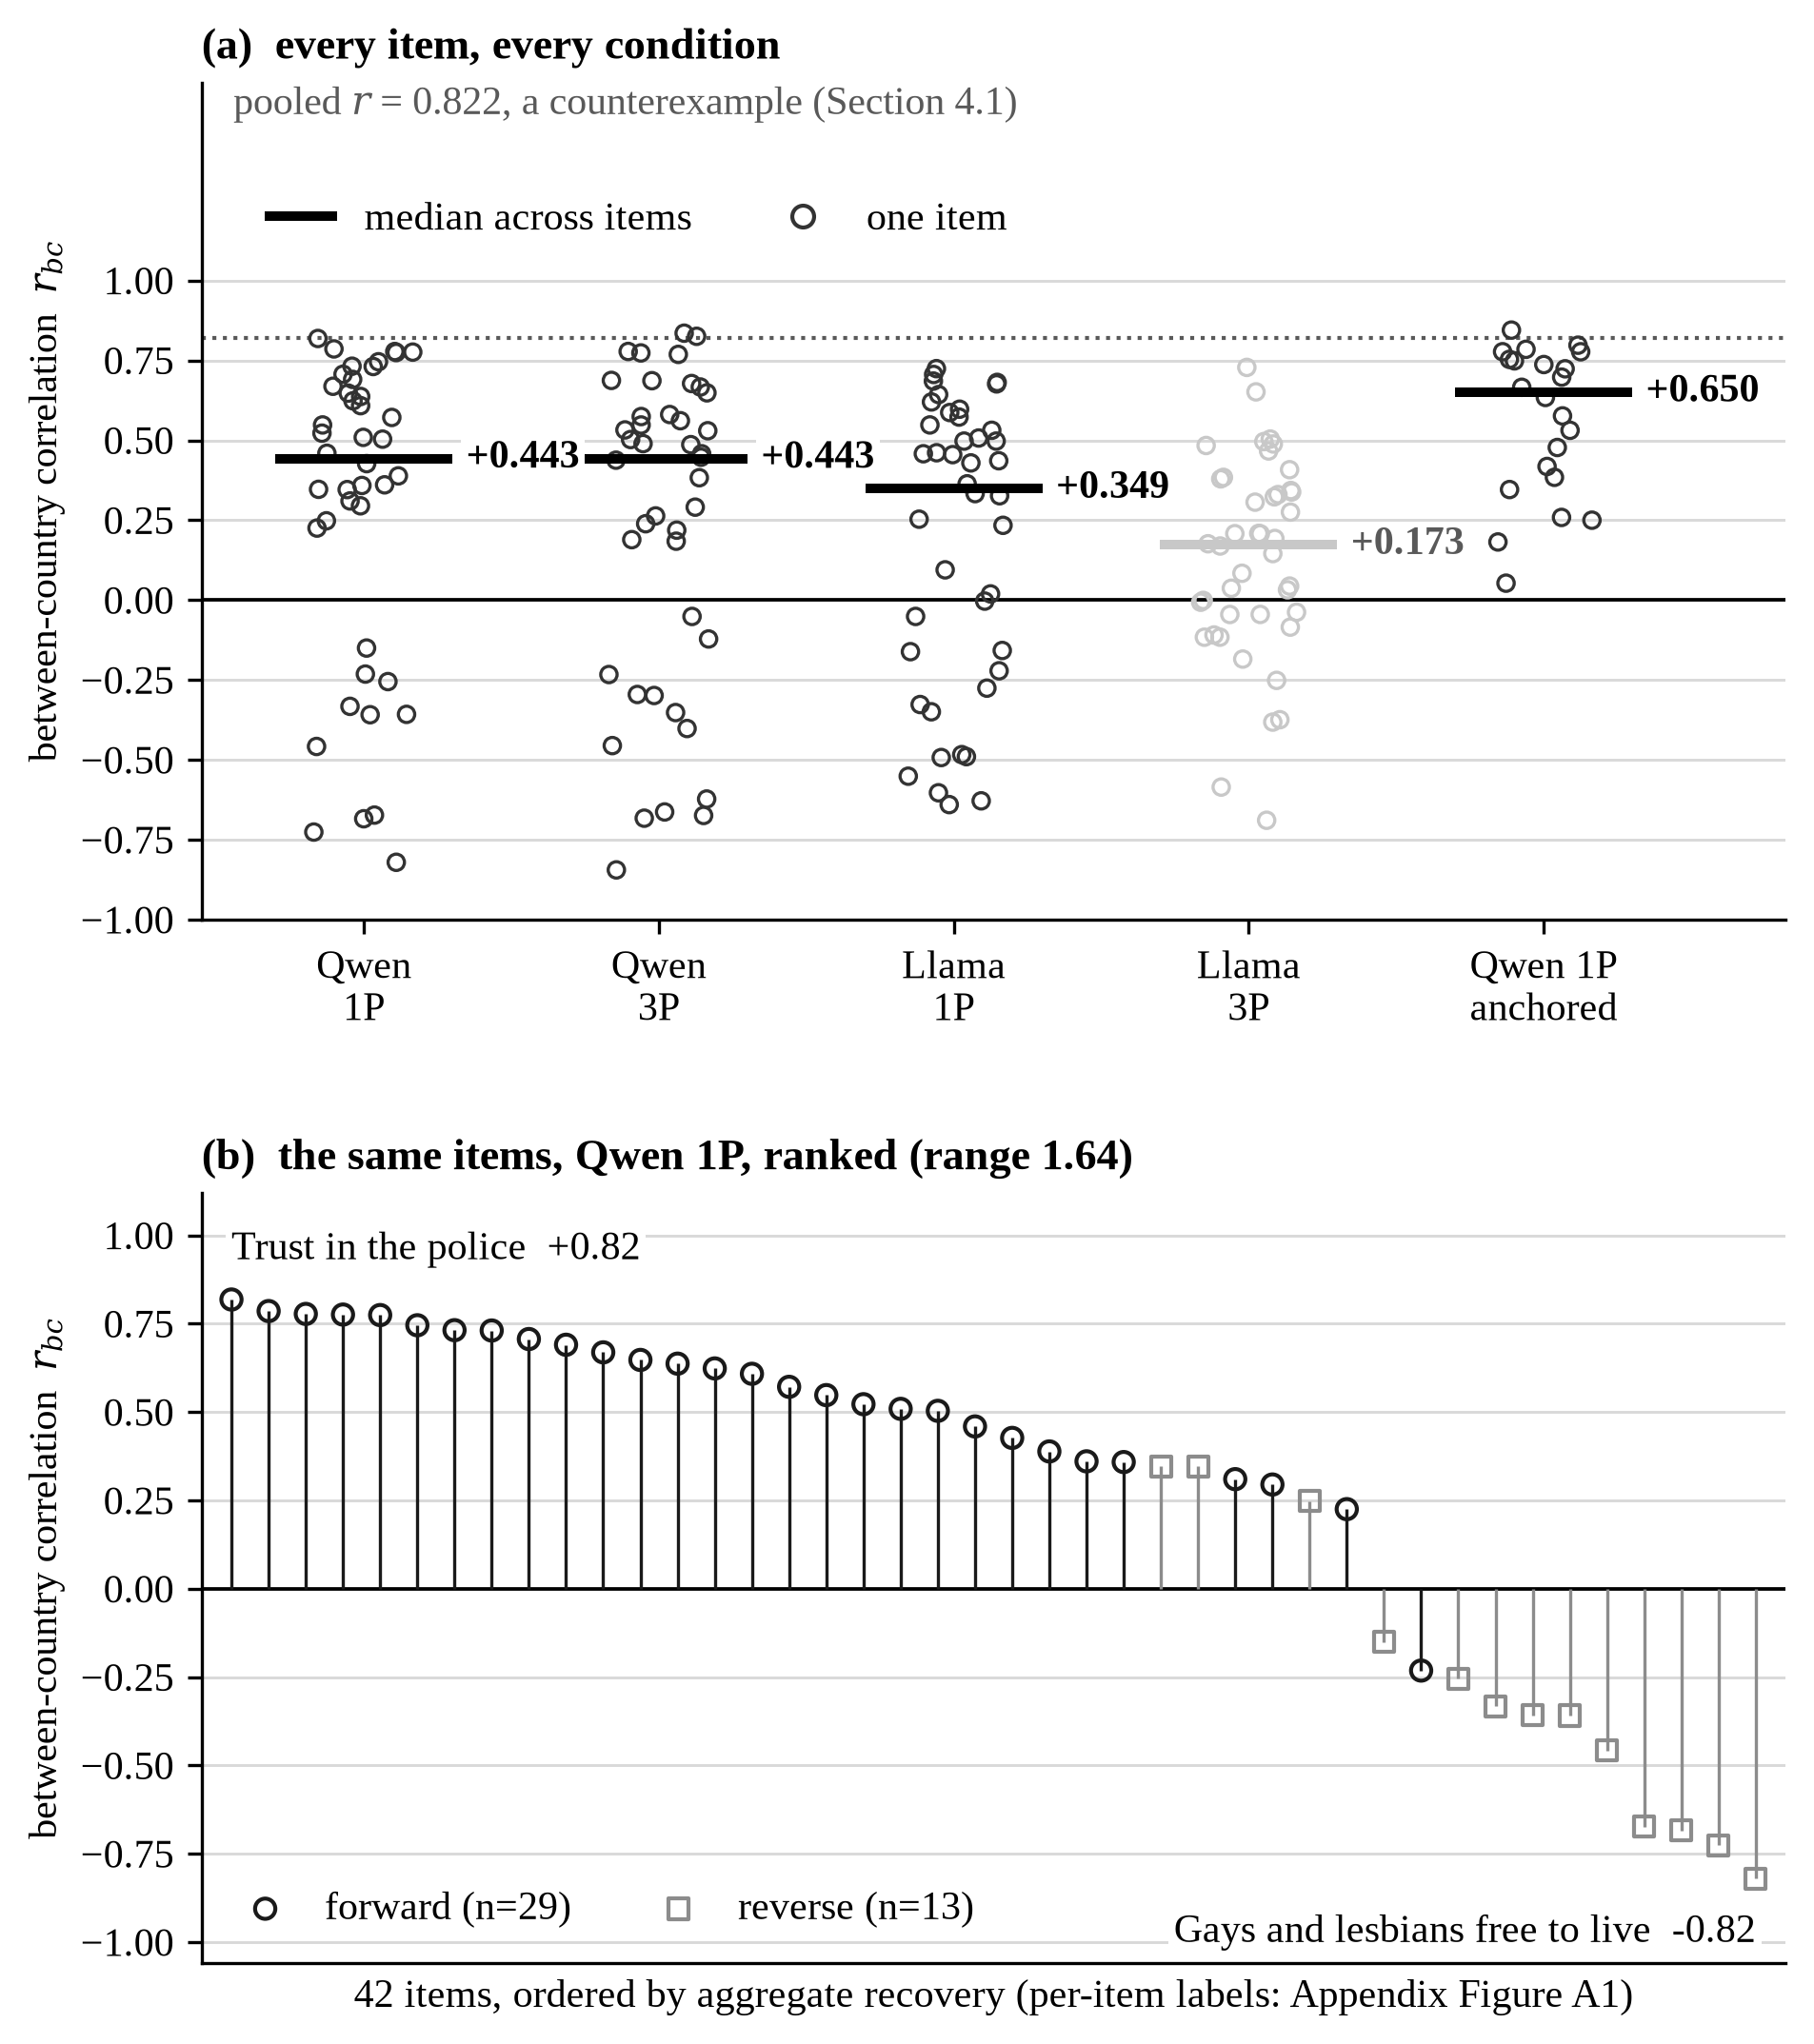 (a)  every item, every condition
pooled r = 0.822, a counterexample (Section 4.1)
median across items
one item
between-country correlation r_bc
1.00
0.75
0.50
0.25
0.00
−0.25
−0.50
−0.75
−1.00
+0.443
+0.443
+0.349
+0.173
+0.650
Qwen
1P
Qwen
3P
Llama
1P
Llama
3P
Qwen 1P
anchored
(b)  the same items, Qwen 1P, ranked (range 1.64)
between-country correlation r_bc
1.00
0.75
0.50
0.25
0.00
−0.25
−0.50
−0.75
−1.00
Trust in the police  +0.82
forward (n=29)
reverse (n=13)
Gays and lesbians free to live  -0.82
42 items, ordered by aggregate recovery (per-item labels: Appendix Figure A1)